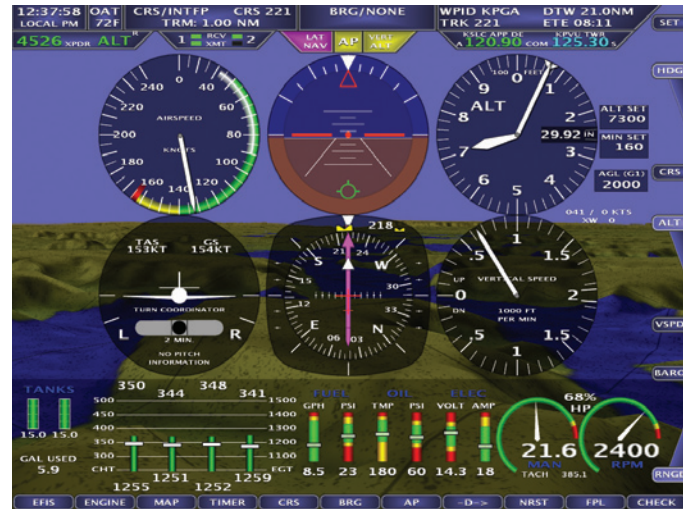 12:37:58 OAT CRS/INTFP CRS 221 BRG/NONE WPID KPGA DTW 21.0NM SET
LOCAL PM 72F TRM: 1.00 NM TRK 221 ETE 08:11
4526 XPDR ALT R 1 RCV XMT 2 LAT NAV AP VERT ALT KSLC APP DE A 120.90 COM KPVU TWR 125.30 S
HDG
240 0 40
220 AIRSPEED 60
200 80
180 KNOTS 100
160 140 120
100 FEET
9 0 1
8 ALT 2
29.92 IN
7 3
6 5 4
ALT SET
7300
MIN SET
160
AGL (G1)
2000
CRS
041 / 0 KTS
XW 0
ALT
TAS GS
153KT 154KT
TURN COORDINATOR
L R
2 MIN.
NO PITCH
INFORMATION
218
21 24
S W
15 30
12 33
E N
06 03
.5 1 1.5
UP VERTICAL SPEED
0 2
DN 1000 FT
PER MIN
.5 1 1.5
VSPD
BARO
RNGE
TANKS
15.0 15.0
GAL USED
5.9
350 344 348 341
500 1500
450 1400
400 1300
350 1200
300 1100
CHT EGT
1255 1251 1252 1259
FUEL OIL ELEC
GPH PSI TMP PSI VOLT AMP
8.5 23 180 60 14.3 18
68%
HP
21.6 2400
MAN RPM
TACH 385.1
EFIS ENGINE MAP TIMER CRS BRG AP -D-> NRST FPL CHECK